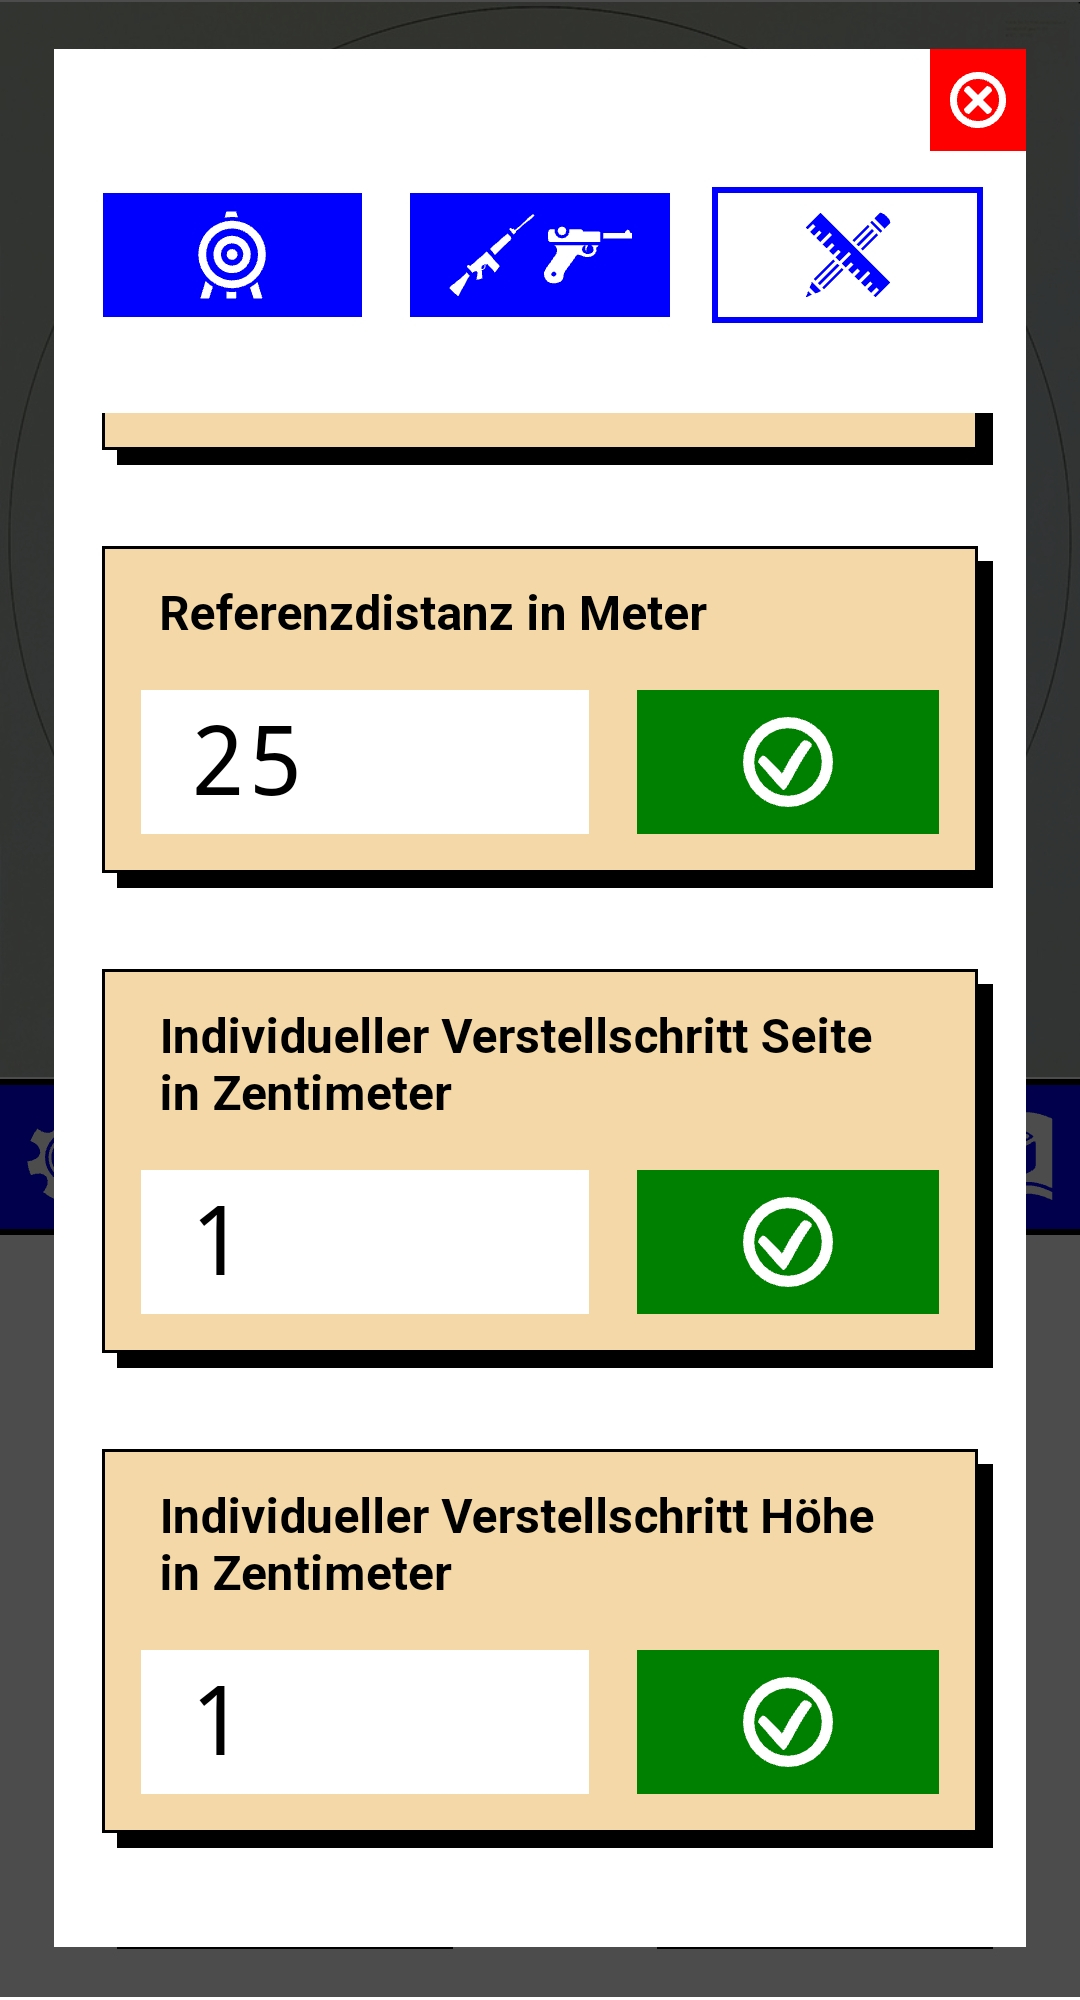 Referenzdistanz in Meter
25
Individueller Verstellschritt Seite
in Zentimeter
1
Individueller Verstellschritt Höhe
in Zentimeter
1